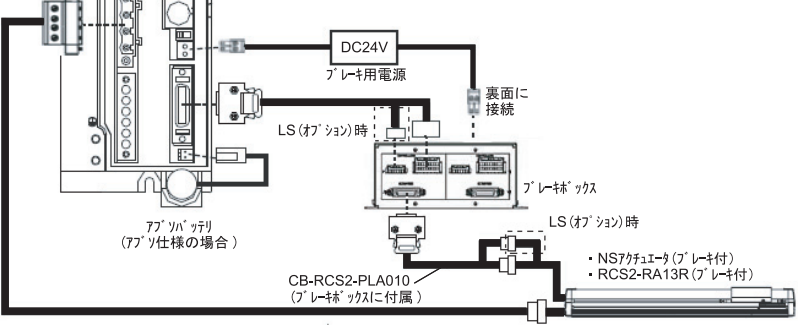 DC24V
ブレーキ用電源
裏面に
接続
LS(オプション)時
ブレーキボックス
アブソバッテリ
(アブソ仕様の場合)
LS(オプション)時
CB-RCS2-PLA010
(ブレーキボックスに付属)
・NSアクチュエータ(ブレーキ付)
・RCS2-RA13R(ブレーキ付)